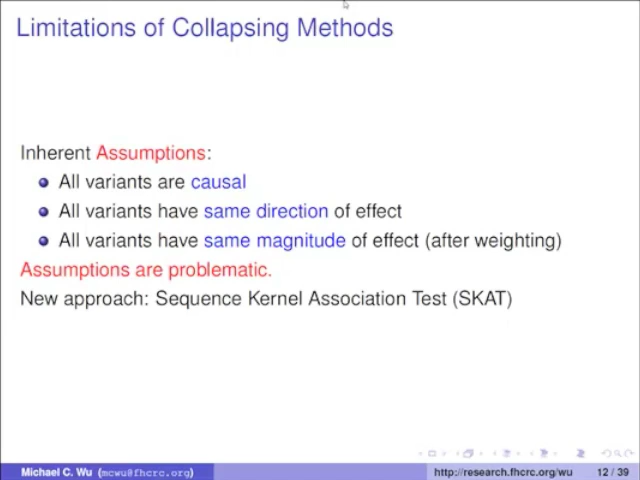 Limitations of Collapsing Methods
Inherent Assumptions:
All variants are causal
All variants have same direction of effect
All variants have same magnitude of effect (after weighting)
Assumptions are problematic.
New approach: Sequence Kernel Association Test (SKAT)
Michael C. Wu (mcwu@fhcrc.org) http://research.fhcrc.org/wu 12 / 39